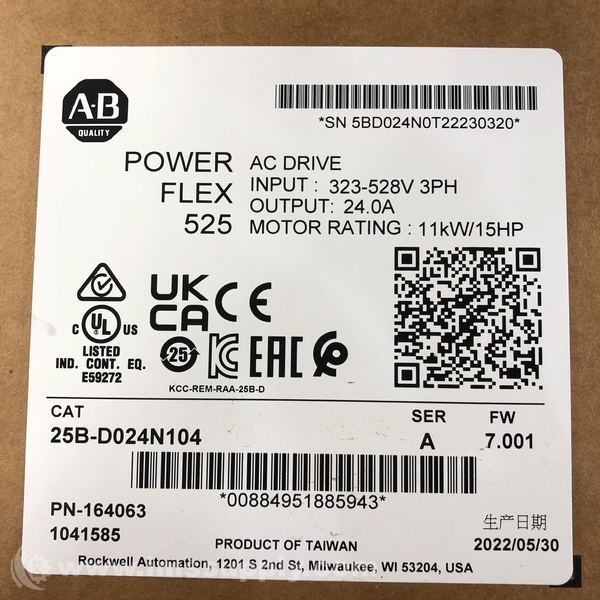 A-B
QUALITY
*SN 5BD024N0T22230320*
POWER
FLEX
525
AC DRIVE
INPUT : 323-528V 3PH
OUTPUT: 24.0A
MOTOR RATING : 11kW/15HP
C UL US
LISTED
IND. CONT. EQ.
E59272
UK
CA
CE
25
KC
EAC
KCC-REM-RAA-25B-D
CAT
SER
FW
25B-D024N104
A
7.001
*00884951885943*
PN-164063
1041585
生产日期
PRODUCT OF TAIWAN
2022/05/30
Rockwell Automation, 1201 S 2nd St, Milwaukee, WI 53204, USA